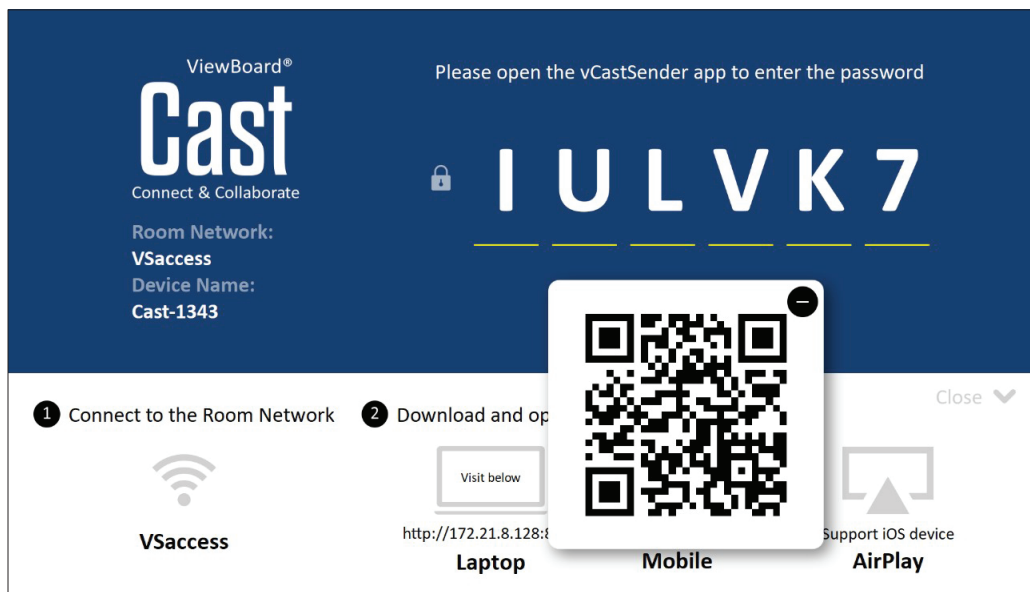 ViewBoard®
Cast
Connect & Collaborate
Room Network:
VSaccess
Device Name:
Cast-1343
Please open the vCastSender app to enter the password
I U L V K 7
Close
1 Connect to the Room Network
2 Download and op
VSaccess
Visit below
http://172.21.8.128:8
Laptop
Mobile
Support iOS device
AirPlay